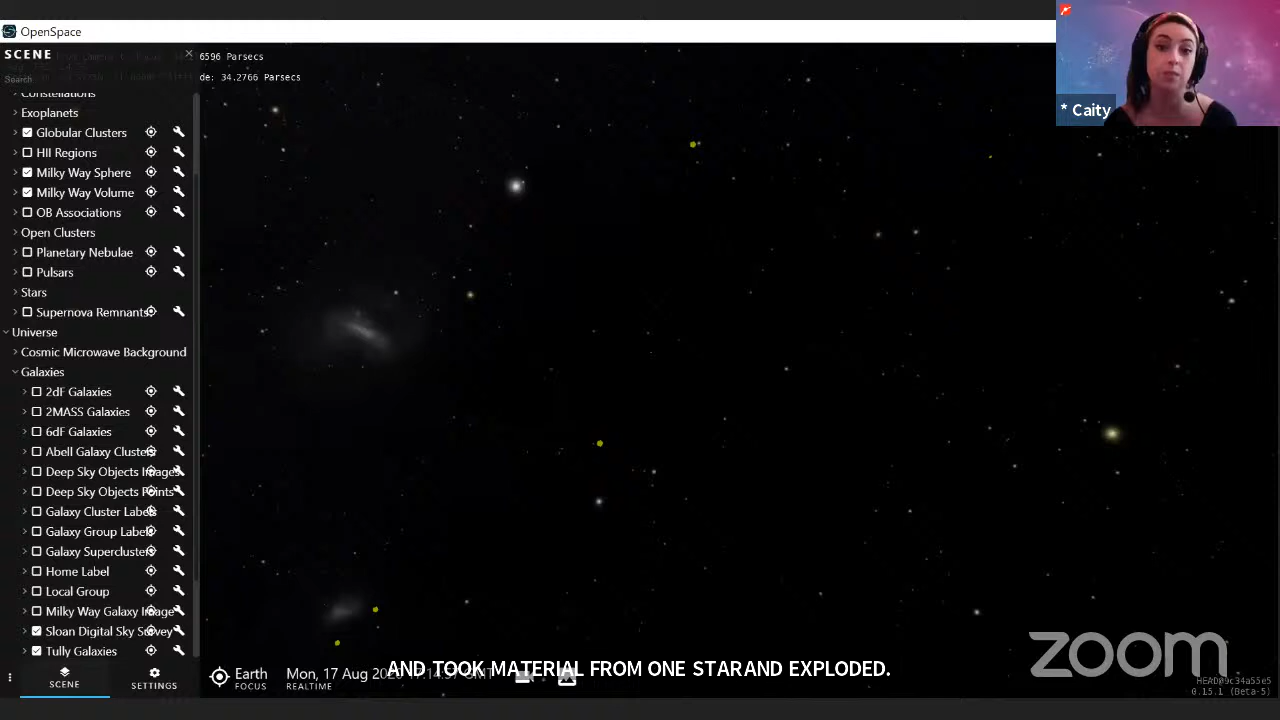 OpenSpace
SCENE
6596 Parsecs
Search
de: 34.2766 Parsecs
Constellations
Exoplanets
Globular Clusters
HII Regions
Milky Way Sphere
Milky Way Volume
OB Associations
Open Clusters
Planetary Nebulae
Pulsars
Stars
Supernova Remnants
Universe
Cosmic Microwave Background
Galaxies
2dF Galaxies
2MASS Galaxies
6dF Galaxies
Abell Galaxy Clusters
Deep Sky Objects Images
Deep Sky Objects Points
Galaxy Cluster Labels
Galaxy Group Labels
Galaxy Superclusters
Home Label
Local Group
Milky Way Galaxy Image
Sloan Digital Sky Survey
Tully Galaxies
SCENE
SETTINGS
Earth
FOCUS
Mon, 17 Aug
REALTIME
AND TOOK MATERIAL FROM ONE STARAND EXPLODED.
* Caity
zoom
HEAD@9c34a55e5
0.15.1 (Beta-5)